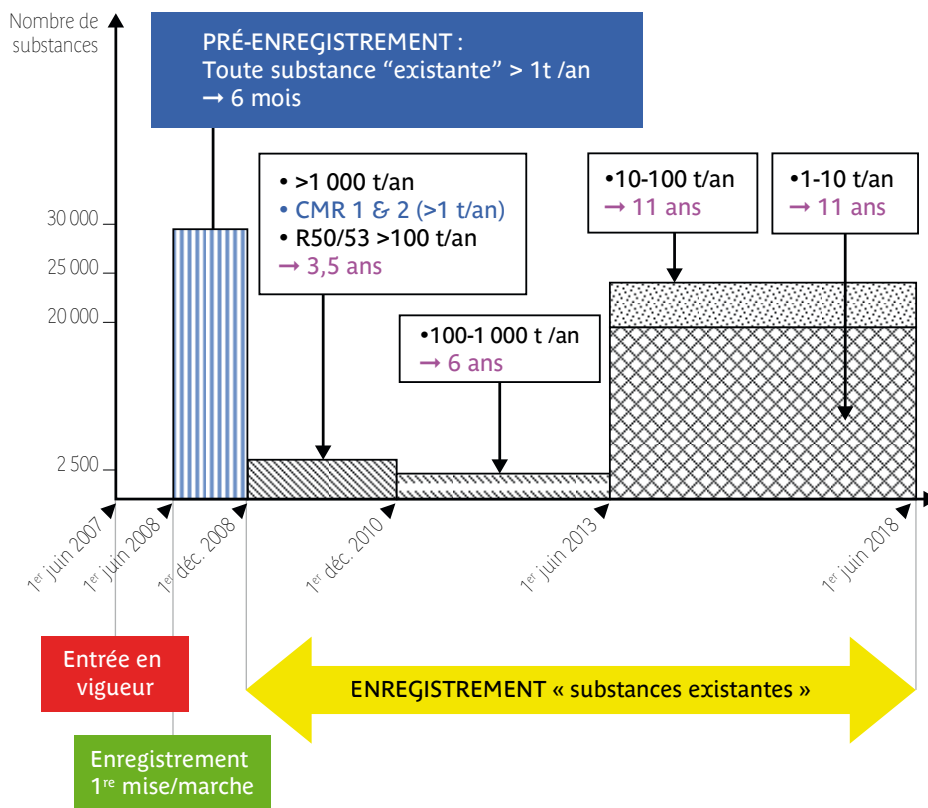 Nombre de
substances
PRÉ-ENREGISTREMENT :
Toute substance “existante” > 1t /an
→ 6 mois
• >1 000 t/an
• CMR 1 & 2 (>1 t/an)
• R50/53 >100 t/an
→ 3,5 ans
•10-100 t/an
→ 11 ans
•1-10 t/an
→ 11 ans
•100-1 000 t /an
→ 6 ans
30 000
25 000
20 000
2 500
1er juin 2007
1er juin 2008
1er déc. 2008
1er déc. 2010
1er juin 2013
1er juin 2018
Entrée en
vigueur
ENREGISTREMENT « substances existantes »
Enregistrement
1re mise/marche